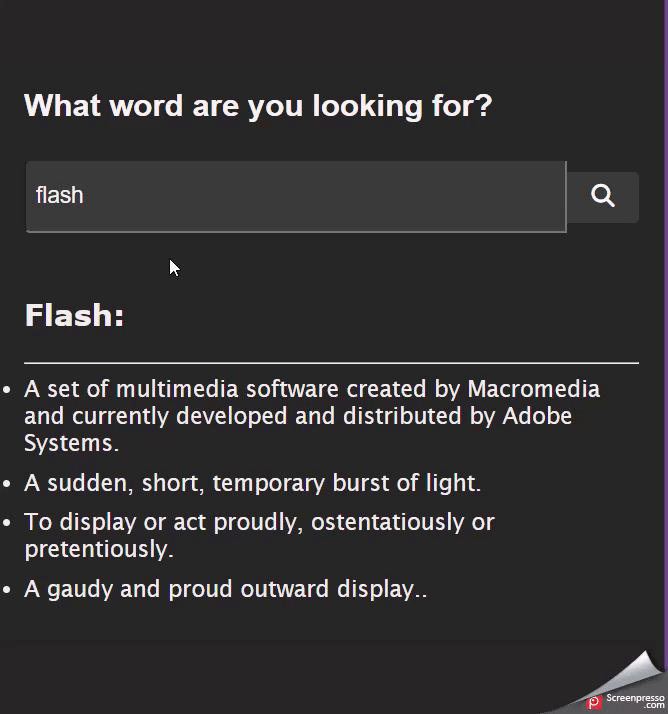 What word are you looking for?
flash
Flash:
• A set of multimedia software created by Macromedia
and currently developed and distributed by Adobe
Systems.
• A sudden, short, temporary burst of light.
• To display or act proudly, ostentatiously or
pretentiously.
• A gaudy and proud outward display..
Screenpresso
.com